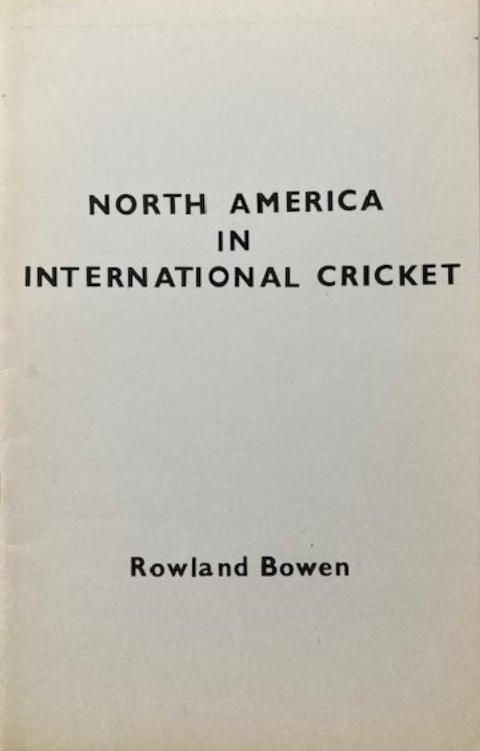 NORTH AMERICA
IN
INTERNATIONAL CRICKET
Rowland Bowen